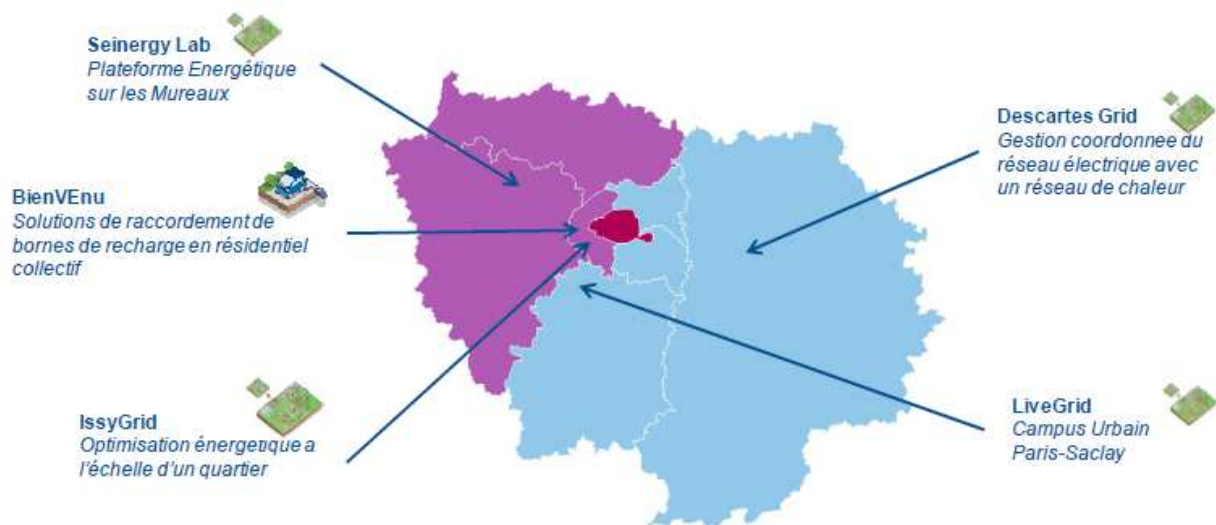 Seinergy Lab
Plateforme Energétique
sur les Mureaux
BienVEnu
Solutions de raccordement de
bornes de recharge en résidentiel
collectif
IssyGrid
Optimisation énergetique a
l'échelle d'un quartier
Descartes Grid
Gestion coordonnee du
réseau électrique avec
un réseau de chaleur
LiveGrid
Campus Urbain
Paris-Saclay